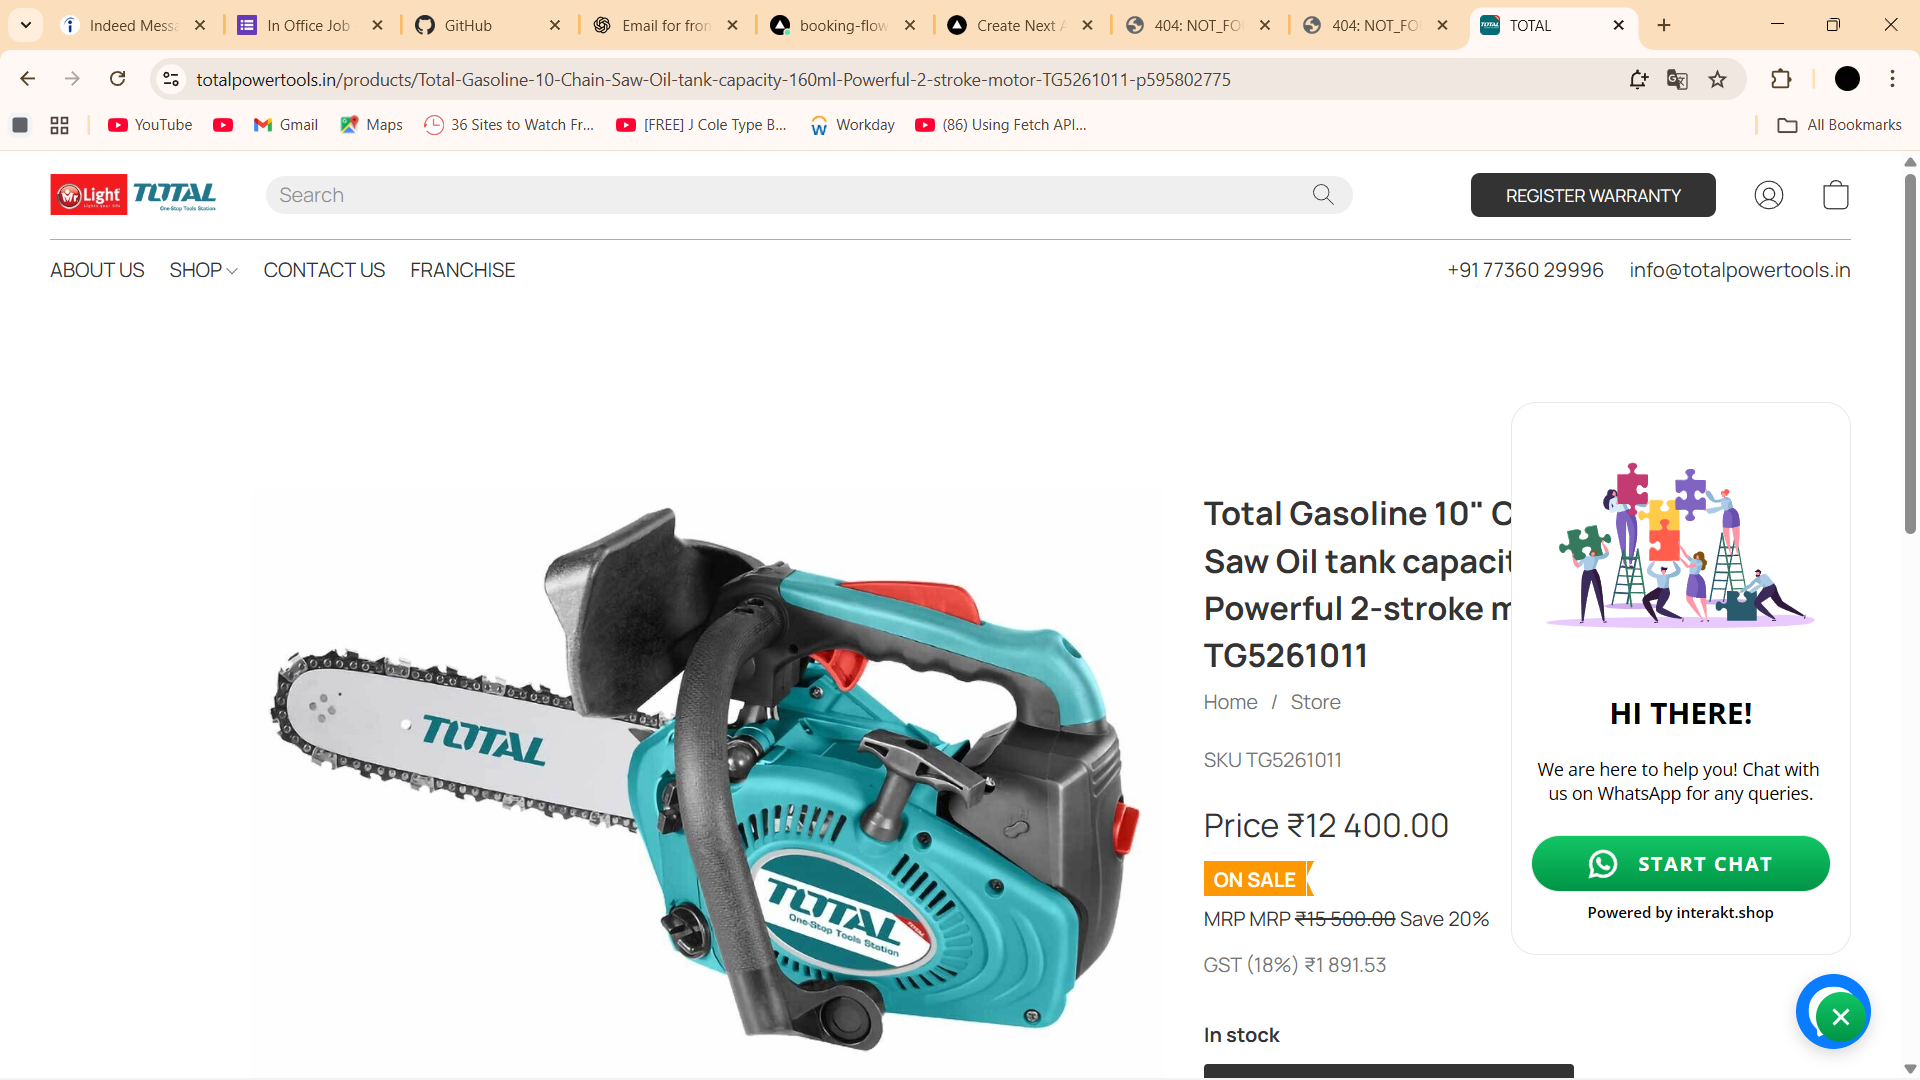 Indeed Messa
In Office Job
GitHub
Email for fron
booking-flow
Create Next A
404: NOT_FO
404: NOT_FO
TOTAL
totalpowertools.in/products/Total-Gasoline-10-Chain-Saw-Oil-tank-capacity-160ml-Powerful-2-stroke-motor-TG5261011-p595802775
YouTube
Gmail
Maps
36 Sites to Watch Fr...
[FREE] J Cole Type B...
Workday
(86) Using Fetch API...
All Bookmarks
Mr Light
TOTAL
One-Stop Tools Station
Search
REGISTER WARRANTY
ABOUT US
SHOP
CONTACT US
FRANCHISE
+91 77360 29996
info@totalpowertools.in
TOTAL
TOTAL
One-Stop Tools Station
Total Gasoline 10" C
Saw Oil tank capacit
Powerful 2-stroke m
TG5261011
Home / Store
SKU TG5261011
Price ₹12 400.00
ON SALE
MRP MRP ₹15 500.00 Save 20%
GST (18%) ₹1 891.53
In stock
HI THERE!
We are here to help you! Chat with
us on WhatsApp for any queries.
START CHAT
Powered by interakt.shop